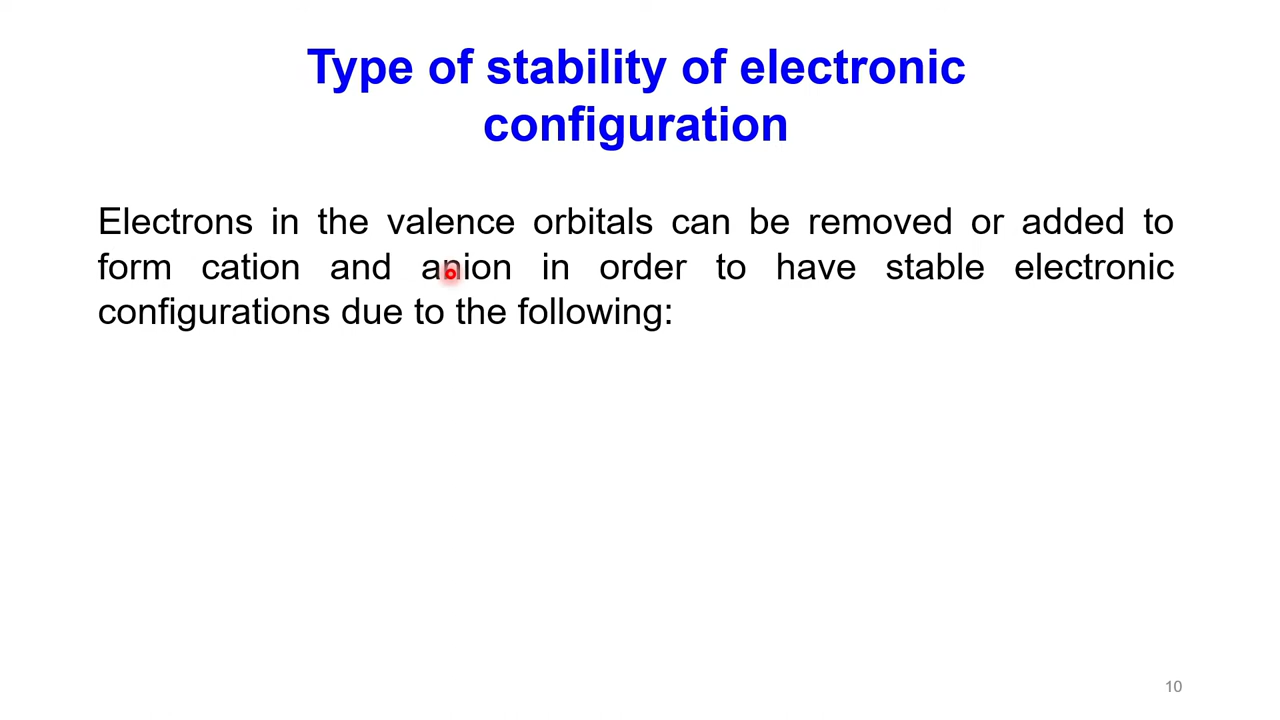 Type of stability of electronic
configuration
Electrons in the valence orbitals can be removed or added to
form cation and anion in order to have stable electronic
configurations due to the following:
10